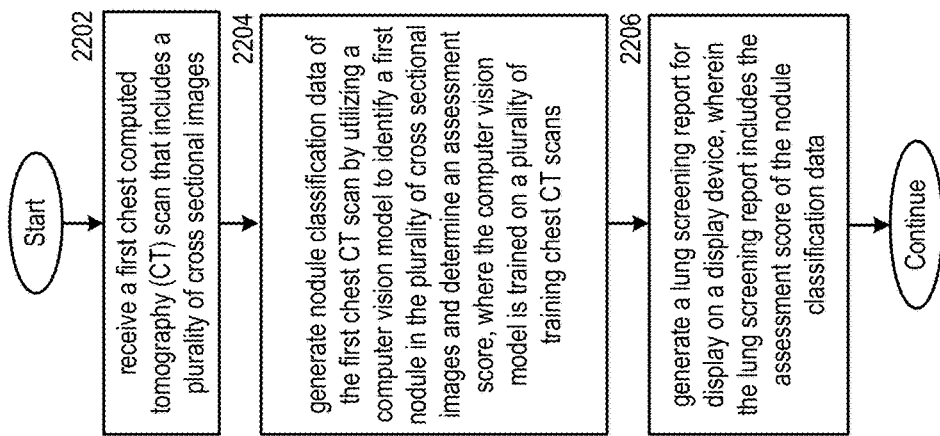 Start
2202
receive a first chest computed
tomography (CT) scan that includes a
plurality of cross sectional images
2204
generate nodule classification data of
the first chest CT scan by utilizing a
computer vision model to identify a first
nodule in the plurality of cross sectional
images and determine an assessment
score, where the computer vision
model is trained on a plurality of
training chest CT scans
2206
generate a lung screening report for
display on a display device, wherein
the lung screening report includes the
assessment score of the nodule
classification data
Continue